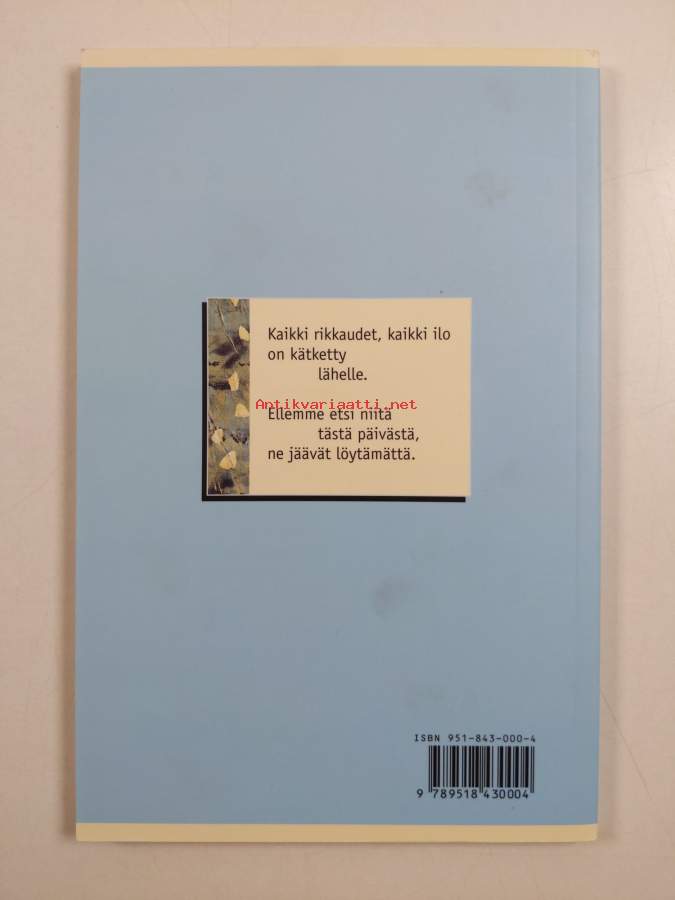 Kaikki rikkaudet, kaikki ilo
on kätketty
lähelle.
Antikvariaatti.net
Ellemme etsi niitä
tästä päivästä,
ne jäävät löytämättä.
ISBN 951-843-000-4
9 789518 430004